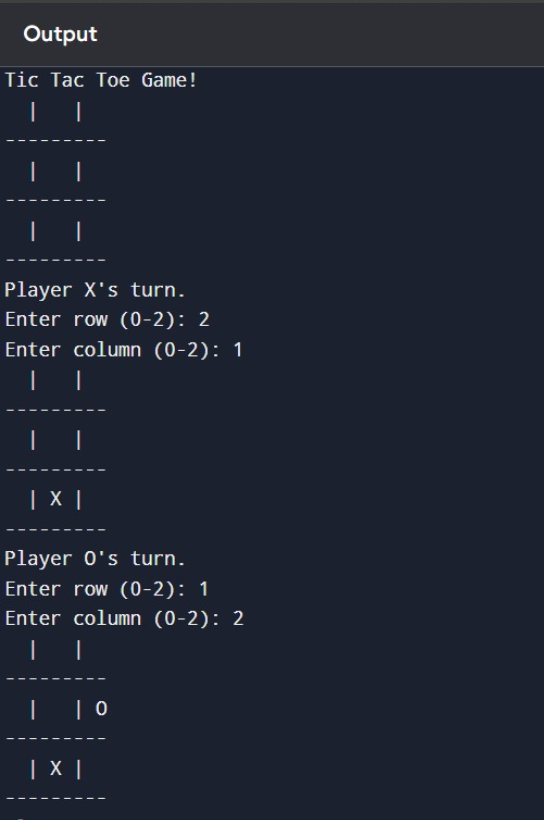 Output
Tic Tac Toe Game!
  |   |
---------
  |   |
---------
  |   |
---------
Player X's turn.
Enter row (0-2): 2
Enter column (0-2): 1
  |   |
---------
  |   |
---------
  | X |
---------
Player O's turn.
Enter row (0-2): 1
Enter column (0-2): 2
  |   |
---------
  |   | O
---------
  | X |
---------